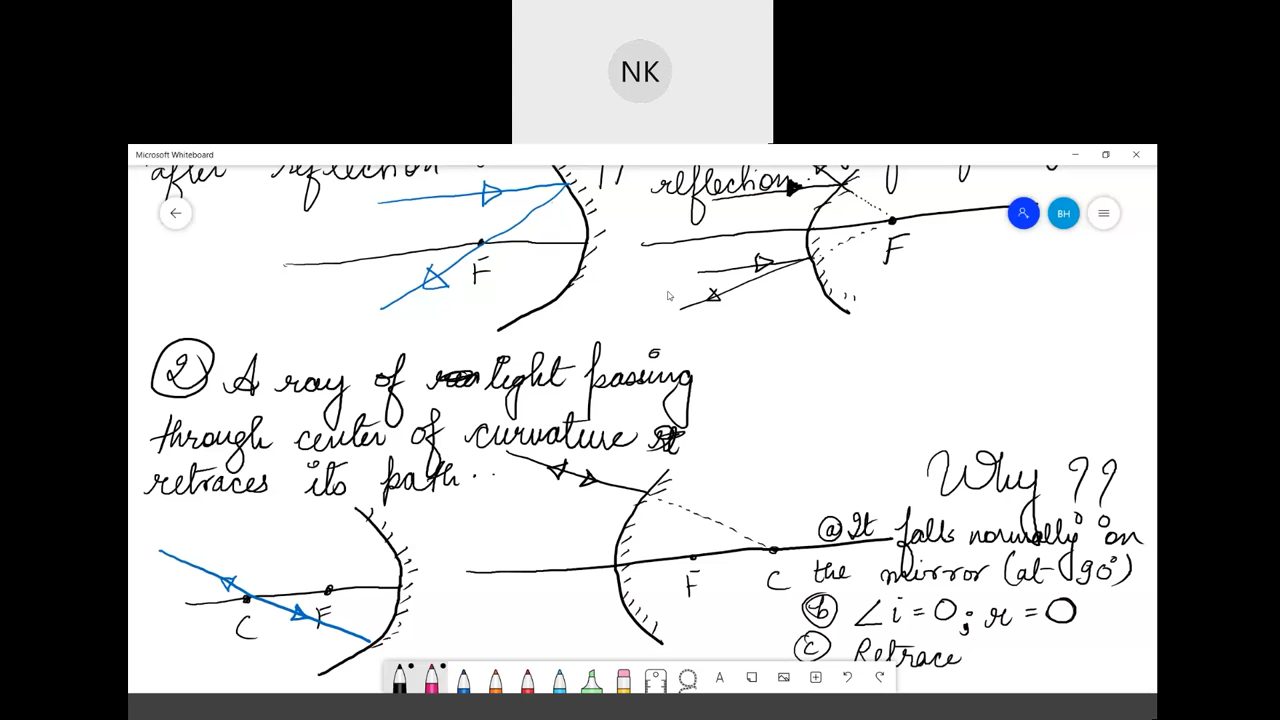 NK
Microsoft Whiteboard
after reflection
reflection
BH
F
F
2 A ray of light passing
through center of curvature
retraces its path..
Why ??
a It falls normally on
the mirror (at 90°)
b ∠i = 0; r = 0
c Retrace
C F
F C
A